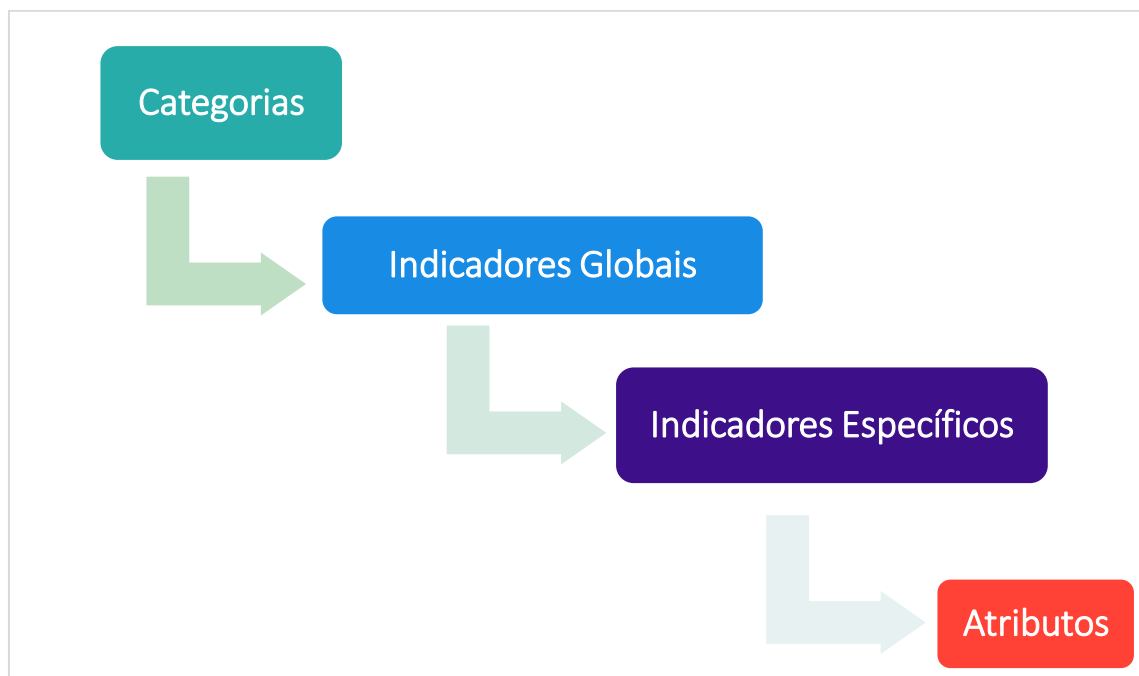 Categorias
Indicadores Globais
Indicadores Específicos
Atributos